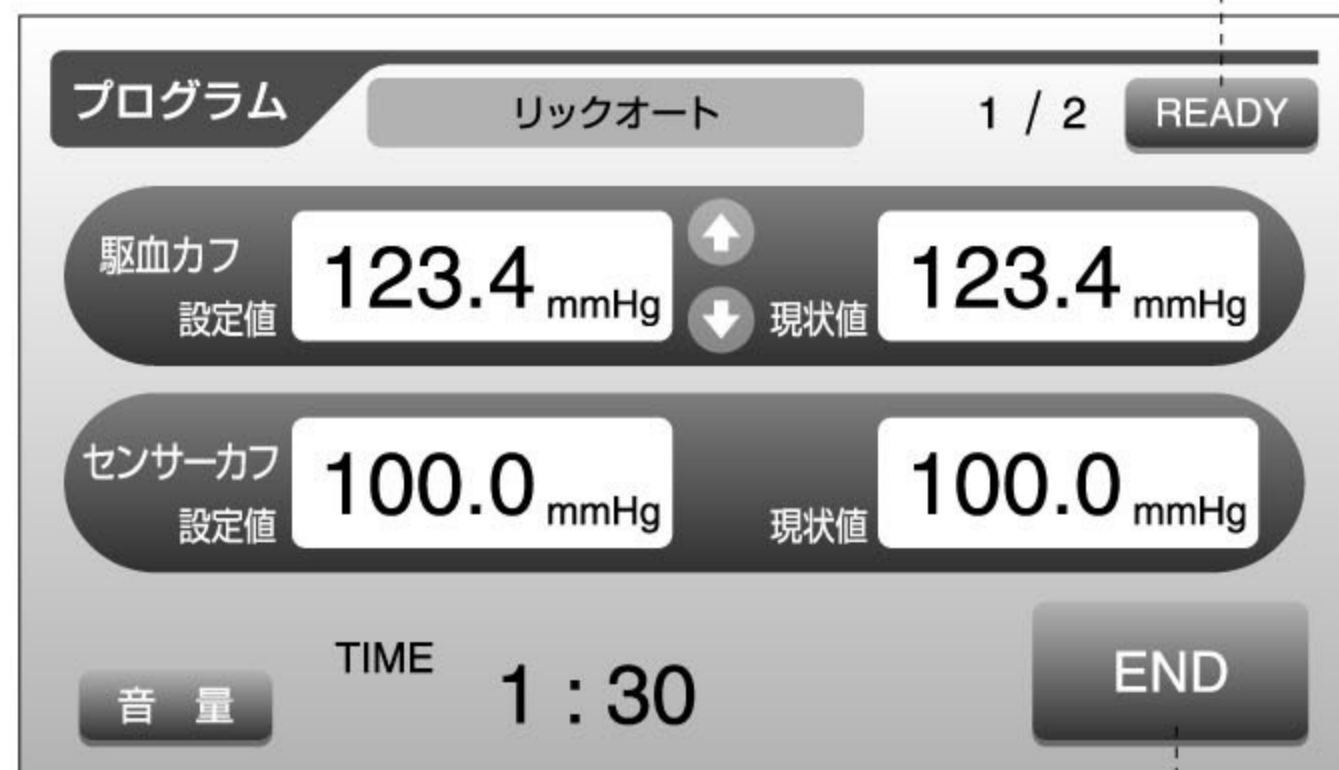 プログラム リックオート 1 / 2 READY
駆血カフ
設定値 123.4 mmHg 現状値 123.4 mmHg
センサーカフ
設定値 100.0 mmHg 現状値 100.0 mmHg
TIME 1 : 30 END
音 量